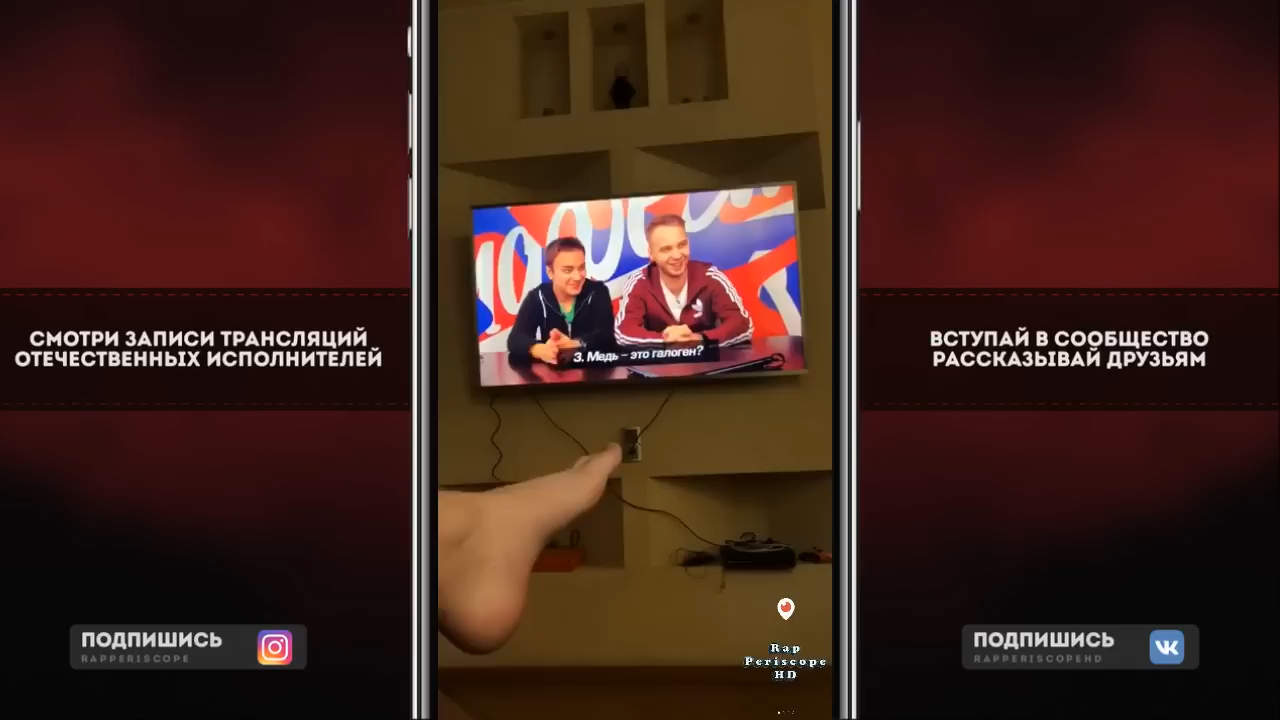 СМОТРИ ЗАПИСИ ТРАНСЛЯЦИЙ
ОТЕЧЕСТВЕННЫХ ИСПОЛНИТЕЛЕЙ
ПОДПИШИСЬ
RAPPERISCOPE
3. Медь – это галоген?
Rap
Periscope
HD
ВСТУПАЙ В СООБЩЕСТВО
РАССКАЗЫВАЙ ДРУЗЬЯМ
ПОДПИШИСЬ
RAPPERISCOPEHD